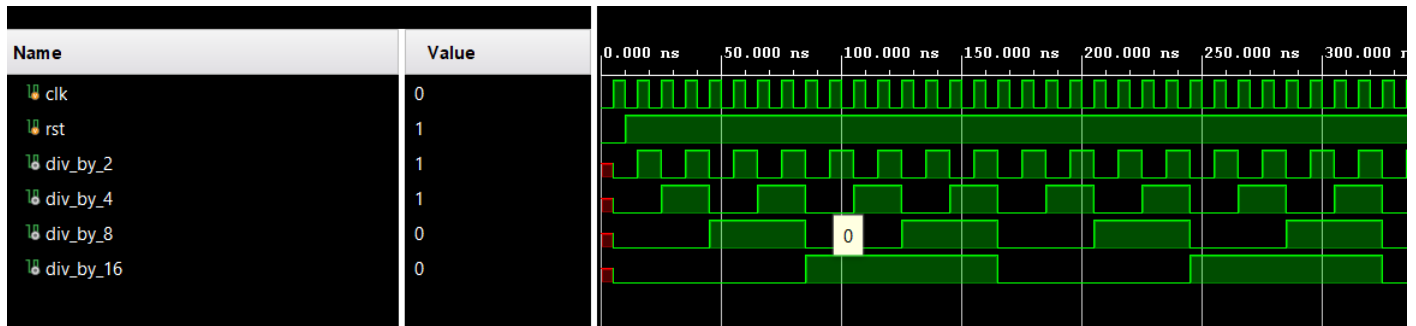 Name Value 0.000 ns 50.000 ns 100.000 ns 150.000 ns 200.000 ns 250.000 ns 300.000 n
clk 0
rst 1
div_by_2 1
div_by_4 1
div_by_8 0 0
div_by_16 0